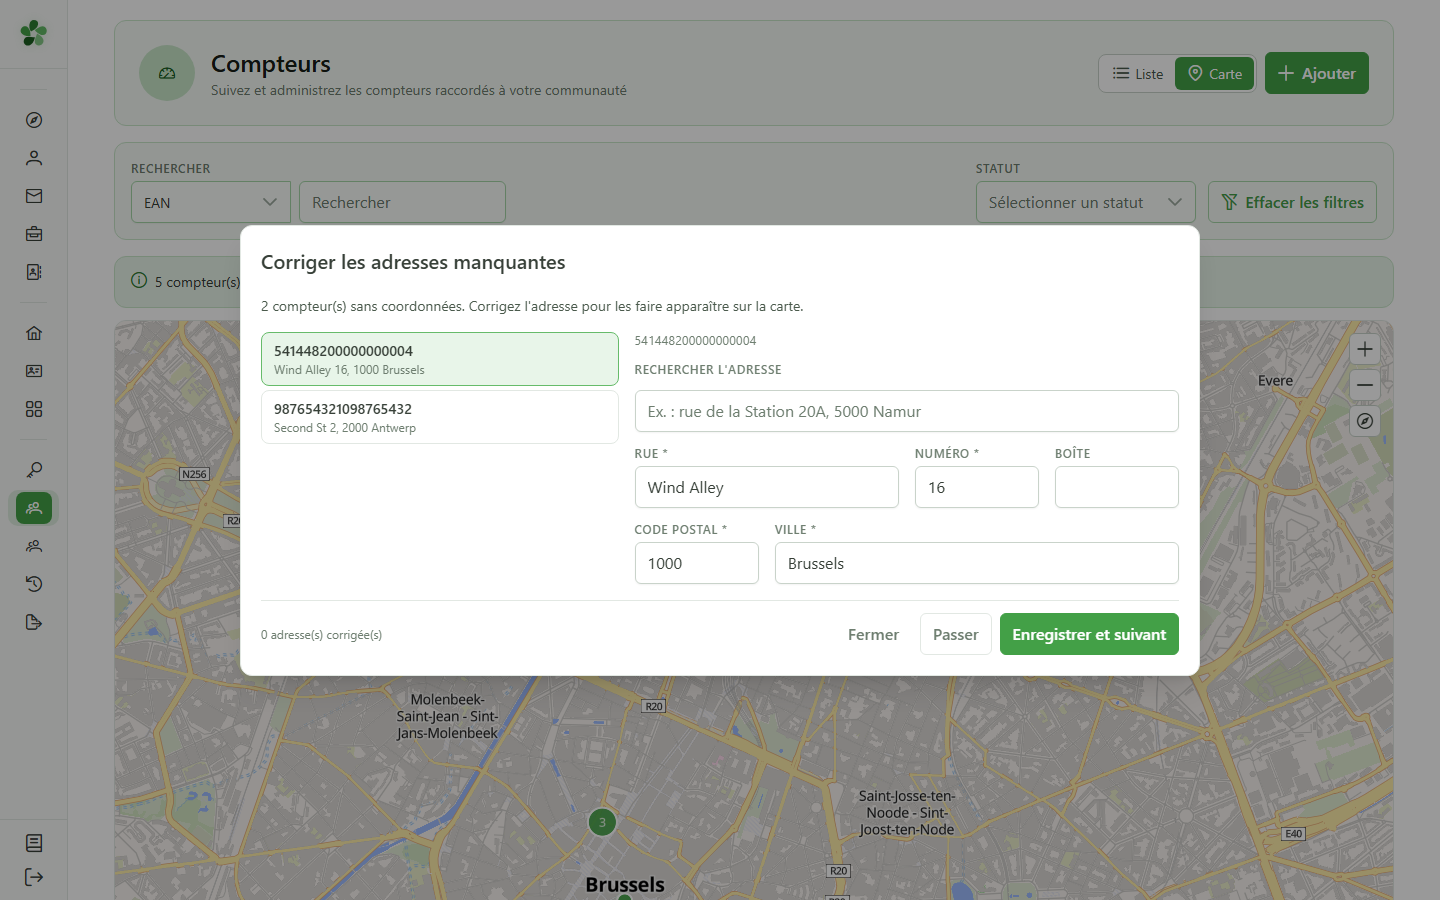 Compteurs
Suivez et administrez les compteurs raccordés à votre communauté
Liste
Carte
Ajouter
RECHERCHER
EAN
Rechercher
STATUT
Sélectionner un statut
Effacer les filtres
5 compteur(s)
Corriger les adresses manquantes
2 compteur(s) sans coordonnées. Corrigez l'adresse pour les faire apparaître sur la carte.
541448200000000004
Wind Alley 16, 1000 Brussels
987654321098765432
Second St 2, 2000 Antwerp
541448200000000004
RECHERCHER L'ADRESSE
Ex. : rue de la Station 20A, 5000 Namur
RUE *
Wind Alley
NUMÉRO *
16
BOÎTE
CODE POSTAL *
1000
VILLE *
Brussels
0 adresse(s) corrigée(s)
Fermer
Passer
Enregistrer et suivant
Evere
N256
Molenbeek-
Saint-Jean - Sint-
Jans-Molenbeek
R20
Saint-Josse-ten-
Noode - Sint-
Joost-ten-Node
3
E40
R20
Brussels